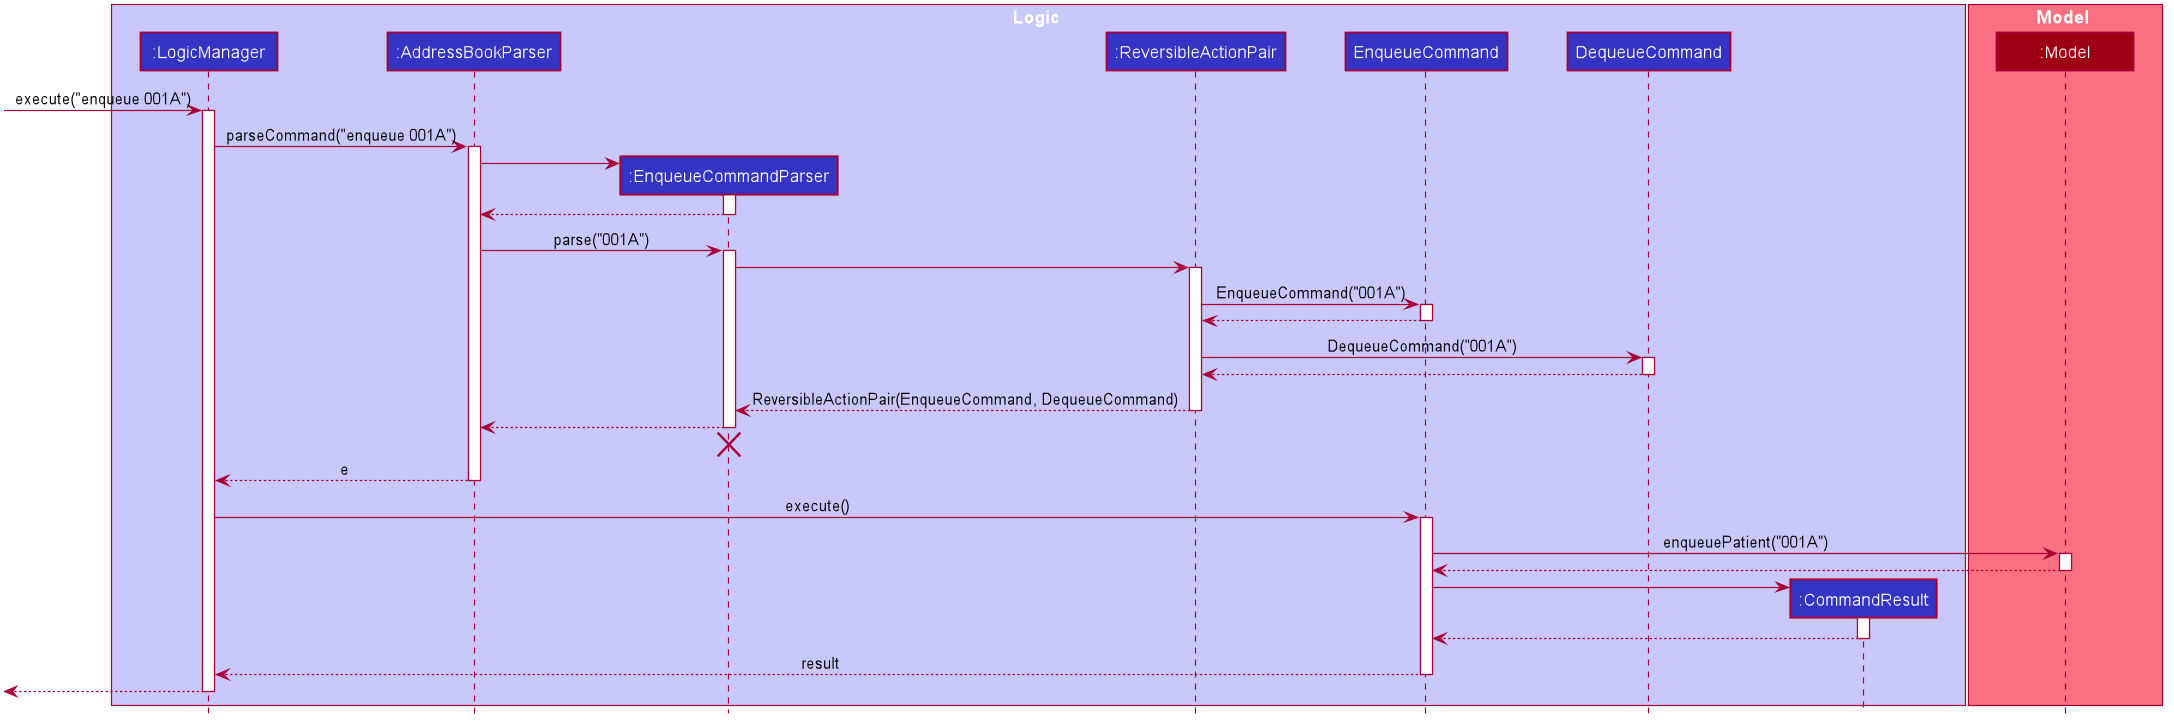 Logic
Model
:LogicManager
:AddressBookParser
:ReversibleActionPair
EnqueueCommand
DequeueCommand
:Model
execute("enqueue 001A")
parseCommand("enqueue 001A")
:EnqueueCommandParser
parse("001A")
EnqueueCommand("001A")
DequeueCommand("001A")
ReversibleActionPair(EnqueueCommand, DequeueCommand)
e
execute()
enqueuePatient("001A")
:CommandResult
result